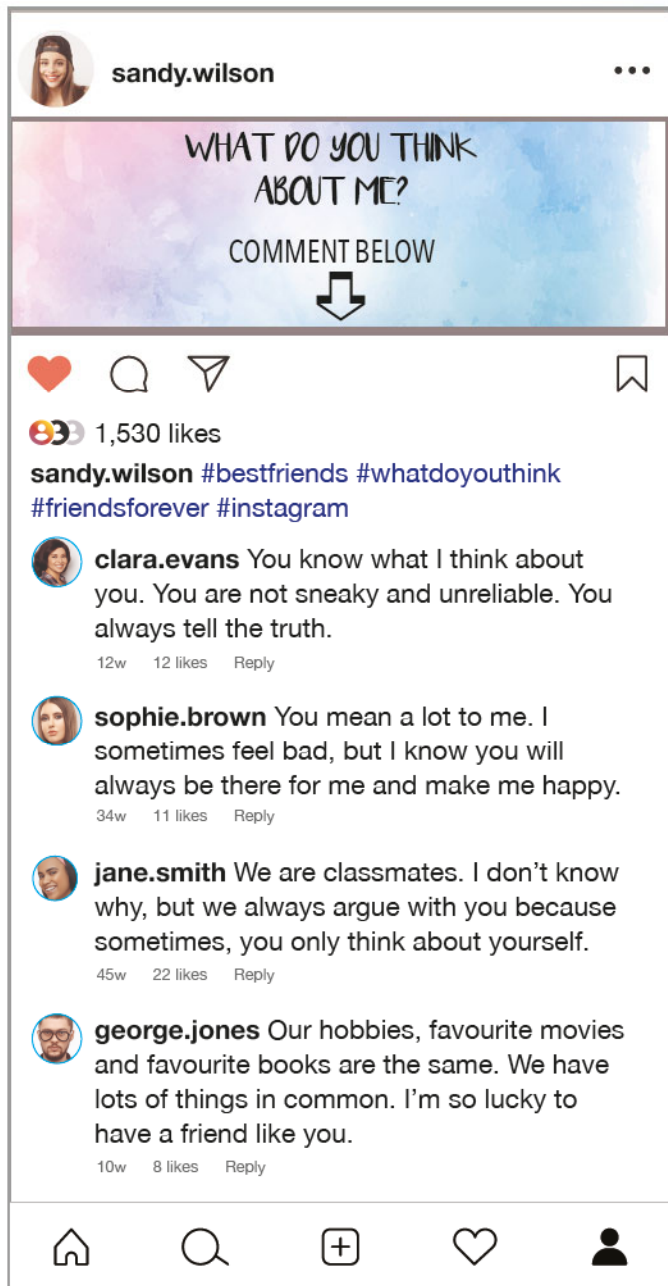 sandy.wilson
WHAT DO YOU THINK
ABOUT ME?
COMMENT BELOW
1,530 likes
sandy.wilson #bestfriends #whatdoyouthink
#friendsforever #instagram
clara.evans You know what I think about
you. You are not sneaky and unreliable. You
always tell the truth.
12w 12 likes Reply
sophie.brown You mean a lot to me. I
sometimes feel bad, but I know you will
always be there for me and make me happy.
34w 11 likes Reply
jane.smith We are classmates. I don’t know
why, but we always argue with you because
sometimes, you only think about yourself.
45w 22 likes Reply
george.jones Our hobbies, favourite movies
and favourite books are the same. We have
lots of things in common. I’m so lucky to
have a friend like you.
10w 8 likes Reply